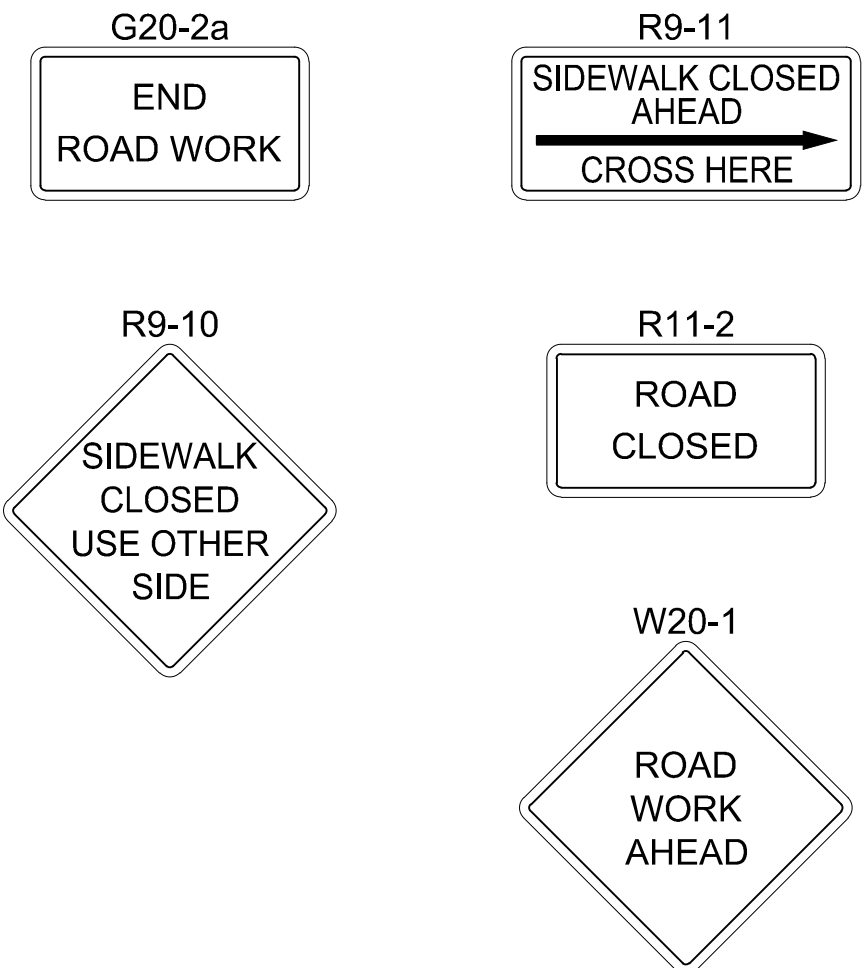 G20-2a
END
ROAD WORK
R9-11
SIDEWALK CLOSED
AHEAD
CROSS HERE
R9-10
SIDEWALK
CLOSED
USE OTHER
SIDE
R11-2
ROAD
CLOSED
W20-1
ROAD
WORK
AHEAD